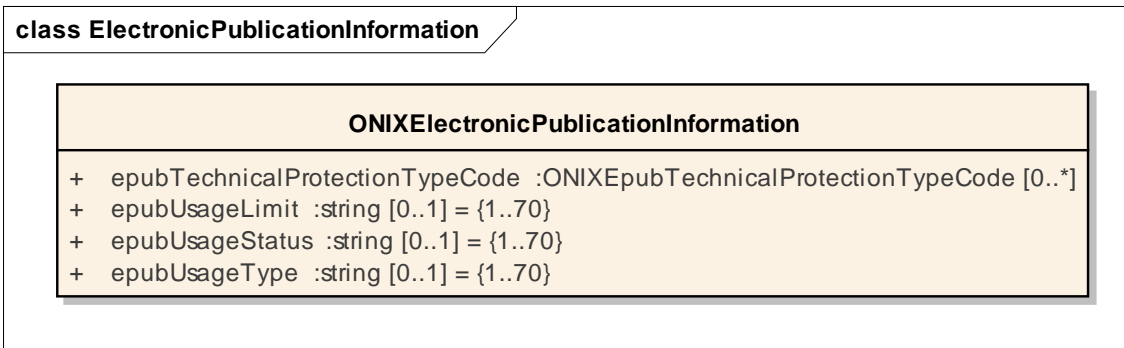 class ElectronicPublicationInformation
ONIXElectronicPublicationInformation
+ epubTechnicalProtectionTypeCode :ONIXEpubTechnicalProtectionTypeCode [0..*]
+ epubUsageLimit :string [0..1] = {1..70}
+ epubUsageStatus :string [0..1] = {1..70}
+ epubUsageType :string [0..1] = {1..70}